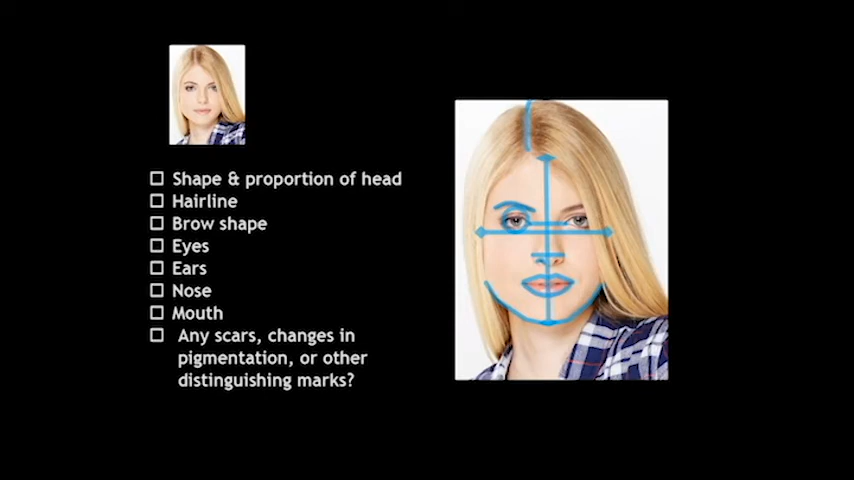 Shape & proportion of head
Hairline
Brow shape
Eyes
Ears
Nose
Mouth
Any scars, changes in
pigmentation, or other
distinguishing marks?